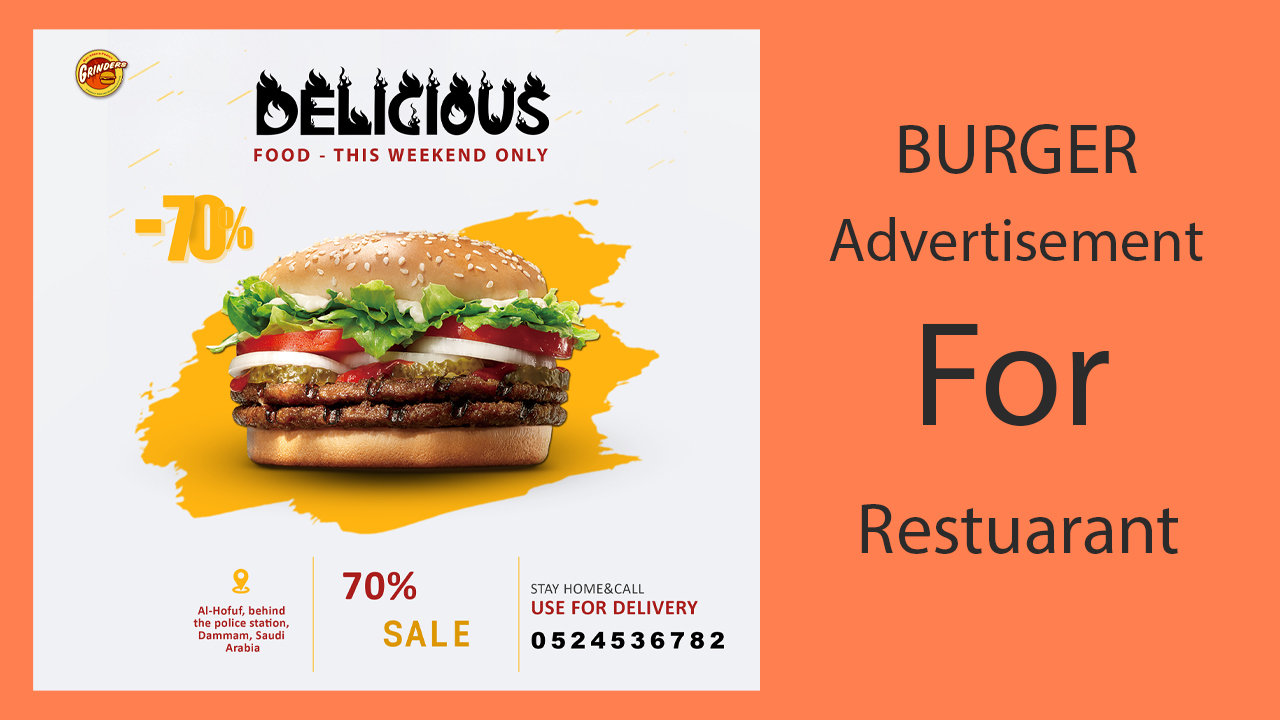 GRINDERS
DELICIOUS
FOOD - THIS WEEKEND ONLY
-70%
Al-Hofuf, behind
the police station,
Dammam, Saudi
Arabia
70%
SALE
STAY HOME&CALL
USE FOR DELIVERY
0524536782
BURGER
Advertisement
For
Restuarant